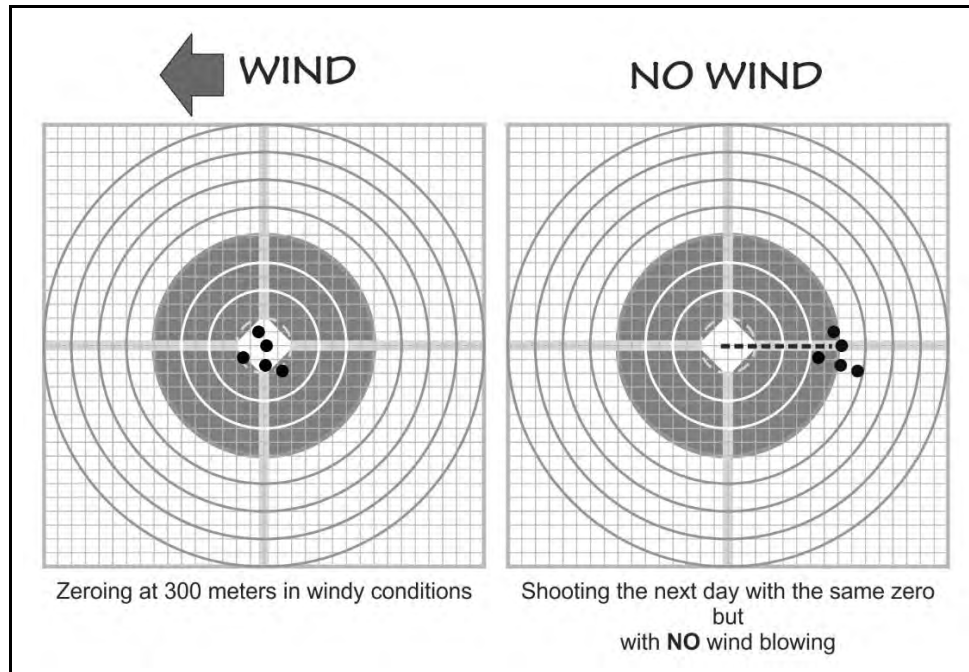 WIND
NO WIND
Zeroing at 300 meters in windy conditions
Shooting the next day with the same zero
but
with NO wind blowing